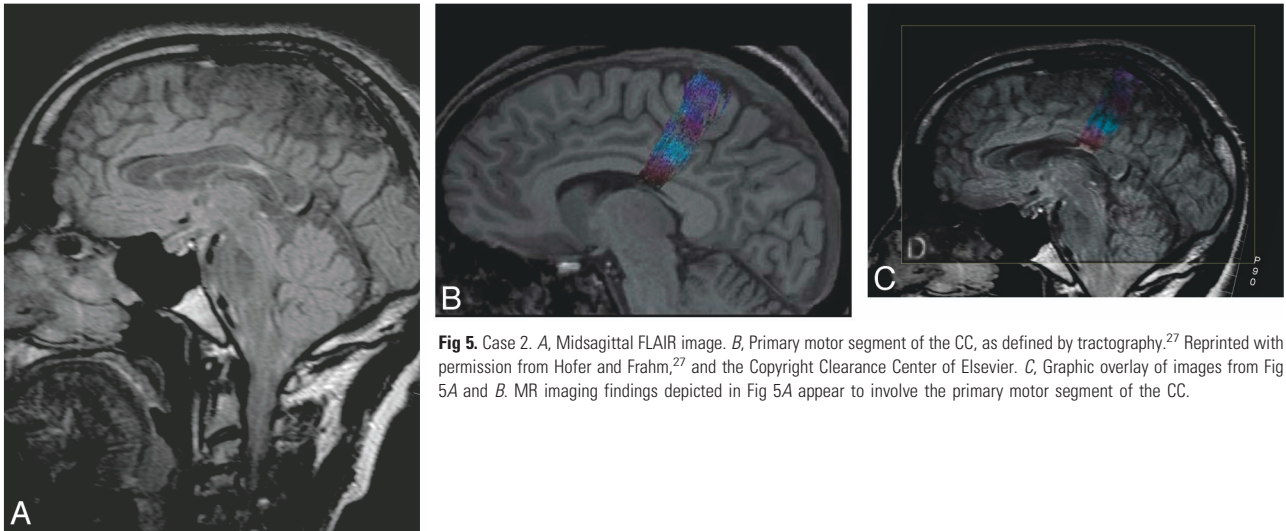 A
B
C
D
P
9
0
Fig 5. Case 2. A, Midsagittal FLAIR image. B, Primary motor segment of the CC, as defined by tractography.27 Reprinted with
permission from Hofer and Frahm,27 and the Copyright Clearance Center of Elsevier. C, Graphic overlay of images from Fig
5A and B. MR imaging findings depicted in Fig 5A appear to involve the primary motor segment of the CC.